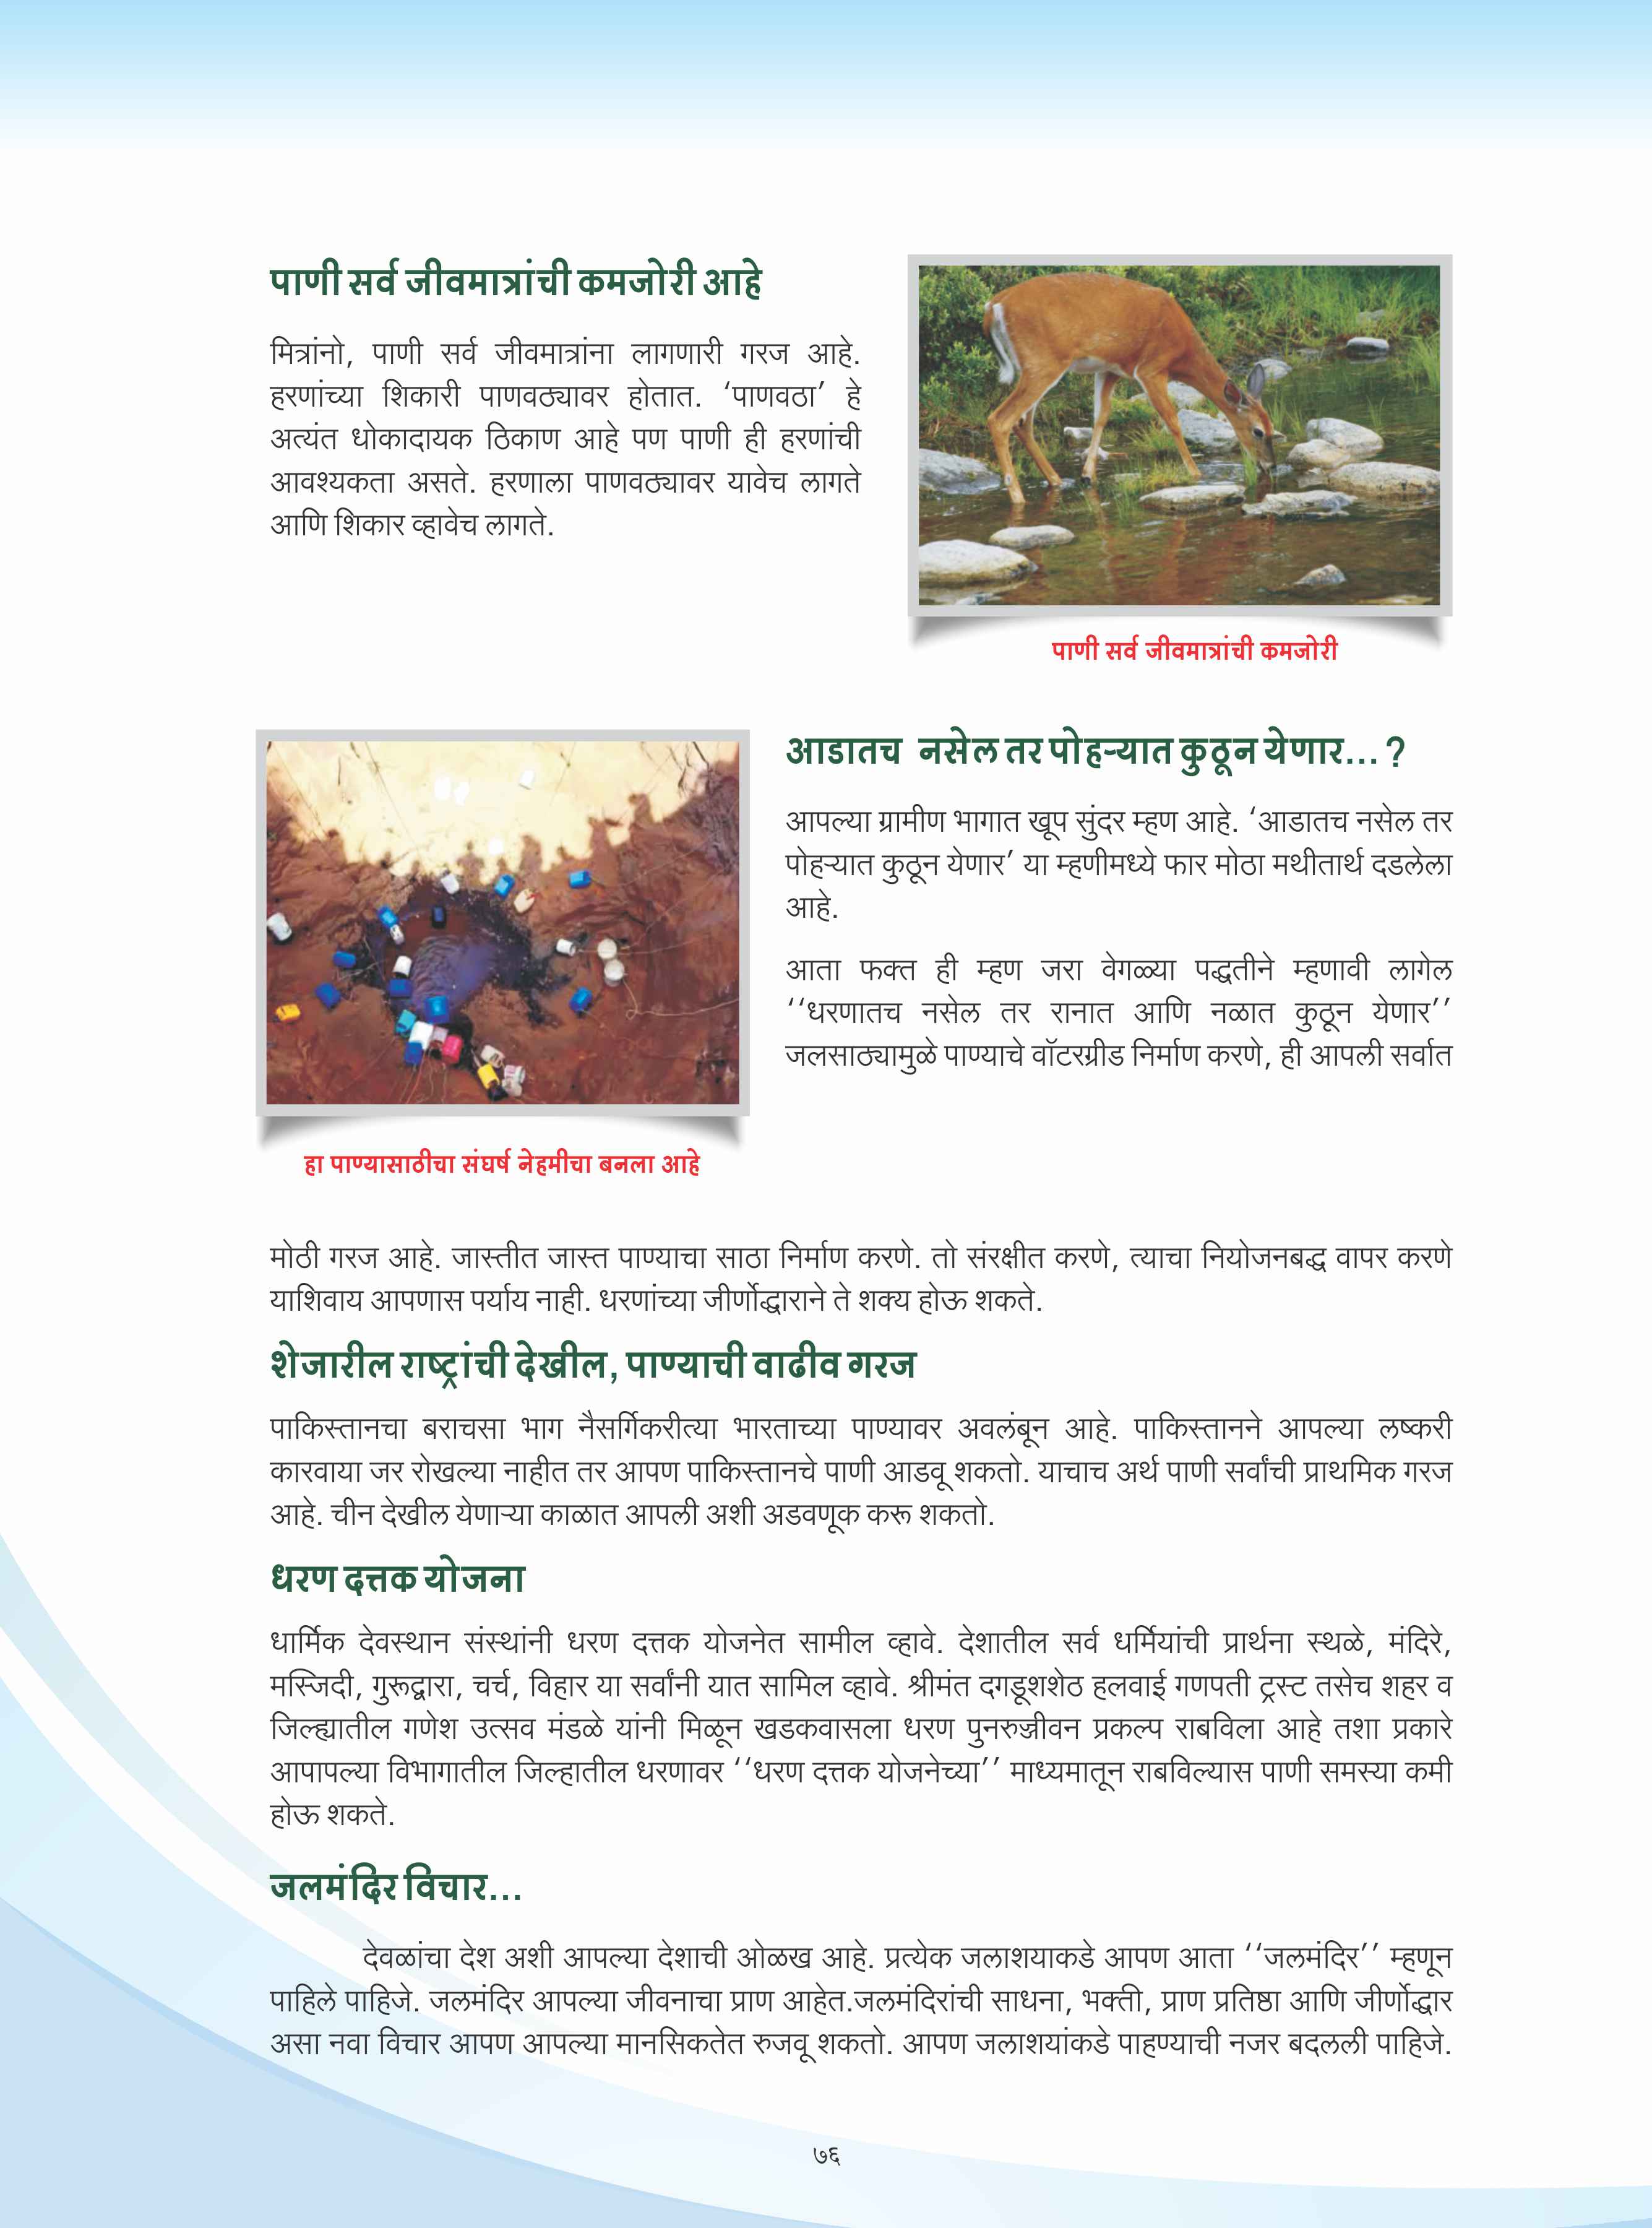 पाणी सर्व जीवमात्रांची कमजोरी आहे
मित्रांनो, पाणी सर्व जीवमात्रांना लागणारी गरज आहे.
हरणांच्या शिकारी पाणवठ्यावर होतात. ‘पाणवठा’ हे
अत्यंत धोकादायक ठिकाण आहे पण पाणी ही हरणांची
आवश्यकता असते. हरणाला पाणवठ्यावर यावेच लागते
आणि शिकार व्हावेच लागते.
पाणी सर्व जीवमात्रांची कमजोरी
आडातच नसेल तर पोहऱ्यात कुठून येणार... ?
आपल्या ग्रामीण भागात खूप सुंदर म्हण आहे. ‘आडातच नसेल तर
पोहऱ्यात कुठून येणार’ या म्हणीमध्ये फार मोठा मथीतार्थ दडलेला
आहे.
आता फक्त ही म्हण जरा वेगळ्या पद्धतीने म्हणावी लागेल
‘‘धरणातच नसेल तर रानात आणि नळात कुठून येणार’’
जलसाठ्यामुळे पाण्याचे वॉटरग्रीड निर्माण करणे, ही आपली सर्वात
हा पाण्यासाठीचा संघर्ष नेहमीचा बनला आहे
मोठी गरज आहे. जास्तीत जास्त पाण्याचा साठा निर्माण करणे. तो संरक्षीत करणे, त्याचा नियोजनबद्ध वापर करणे
याशिवाय आपणास पर्याय नाही. धरणांच्या जीर्णोद्धाराने ते शक्य होऊ शकते.
शेजारील राष्ट्रांची देखील, पाण्याची वाढीव गरज
पाकिस्तानचा बराचसा भाग नैसर्गिकरीत्या भारताच्या पाण्यावर अवलंबून आहे. पाकिस्तानने आपल्या लष्करी
कारवाया जर रोखल्या नाहीत तर आपण पाकिस्तानचे पाणी आडवू शकतो. याचाच अर्थ पाणी सर्वांची प्राथमिक गरज
आहे. चीन देखील येणाऱ्या काळात आपली अशी अडवणूक करू शकतो.
धरण दत्तक योजना
धार्मिक देवस्थान संस्थांनी धरण दत्तक योजनेत सामील व्हावे. देशातील सर्व धर्मियांची प्रार्थना स्थळे, मंदिरे,
मस्जिदी, गुरूद्वारा, चर्च, विहार या सर्वांनी यात सामिल व्हावे. श्रीमंत दगडूशशेठ हलवाई गणपती ट्रस्ट तसेच शहर व
जिल्ह्यातील गणेश उत्सव मंडळे यांनी मिळून खडकवासला धरण पुनरुज्जीवन प्रकल्प राबविला आहे तशा प्रकारे
आपापल्या विभागातील जिल्हातील धरणावर ‘‘धरण दत्तक योजनेच्या’’ माध्यमातून राबविल्यास पाणी समस्या कमी
होऊ शकते.
जलमंदिर विचार...
देवळांचा देश अशी आपल्या देशाची ओळख आहे. प्रत्येक जलाशयाकडे आपण आता ‘‘जलमंदिर’’ म्हणून
पाहिले पाहिजे. जलमंदिर आपल्या जीवनाचा प्राण आहेत.जलमंदिरांची साधना, भक्ती, प्राण प्रतिष्ठा आणि जीर्णोद्धार
असा नवा विचार आपण आपल्या मानसिकतेत रुजवू शकतो. आपण जलाशयांकडे पाहण्याची नजर बदलली पाहिजे.
७६